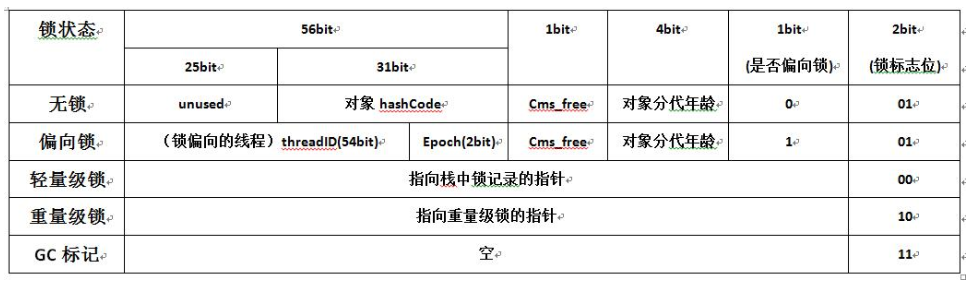 锁状态 56bit 1bit 4bit 1bit 2bit
25bit 31bit (是否偏向锁) (锁标志位)
无锁 unused 对象 hashCode Cms_free 对象分代年龄 0 01
偏向锁 （锁偏向的线程）threadID(54bit) Epoch(2bit) Cms_free 对象分代年龄 1 01
轻量级锁 指向栈中锁记录的指针 00
重量级锁 指向重量级锁的指针 10
GC 标记 空 11